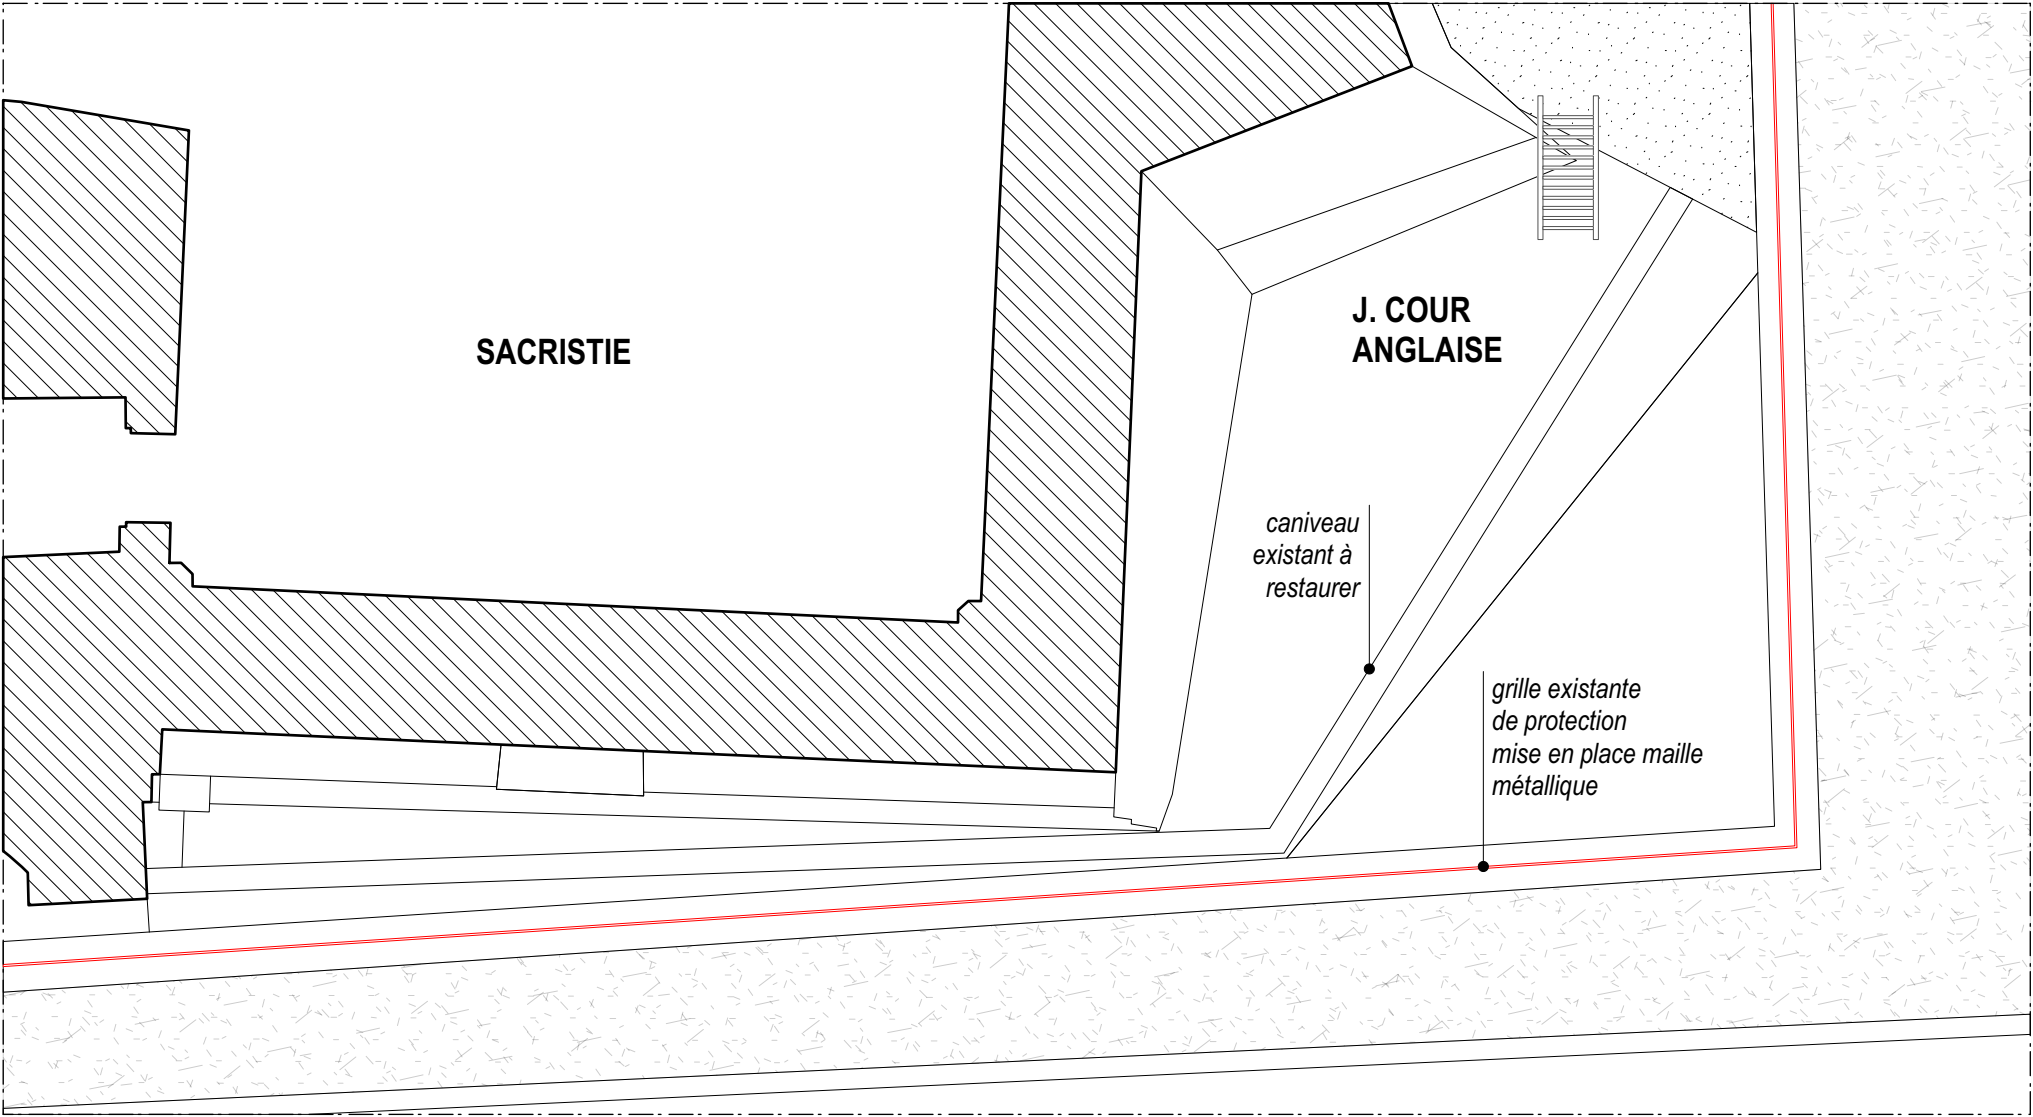 SACRISTIE
J. COUR
ANGLAISE
caniveau
existant à
restaurer
grille existante
de protection
mise en place maille
métallique